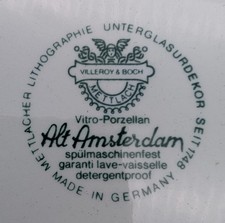 METTLACHER LITHOGRAPHIE UNTERGLASURDEKOR SEIT 1748
VILLEROY & BOCH
METTLACH
Vitro-Porzellan
Alt Amsterdam
spülmaschinenfest
garanti lave-vaisselle
detergentproof
MADE IN GERMANY